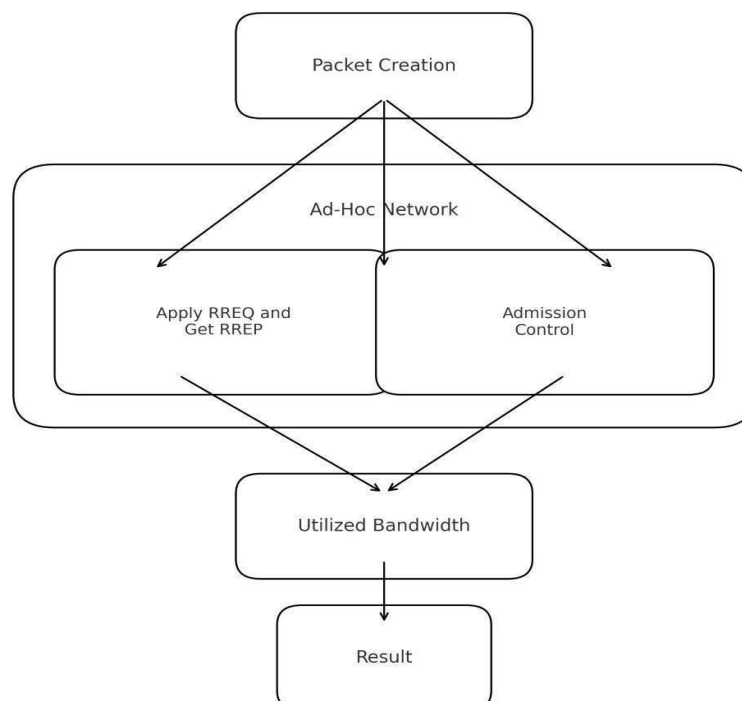 Packet Creation
Ad-Hoc Network
Apply RREQ and
Get RREP
Admission
Control
Utilized Bandwidth
Result